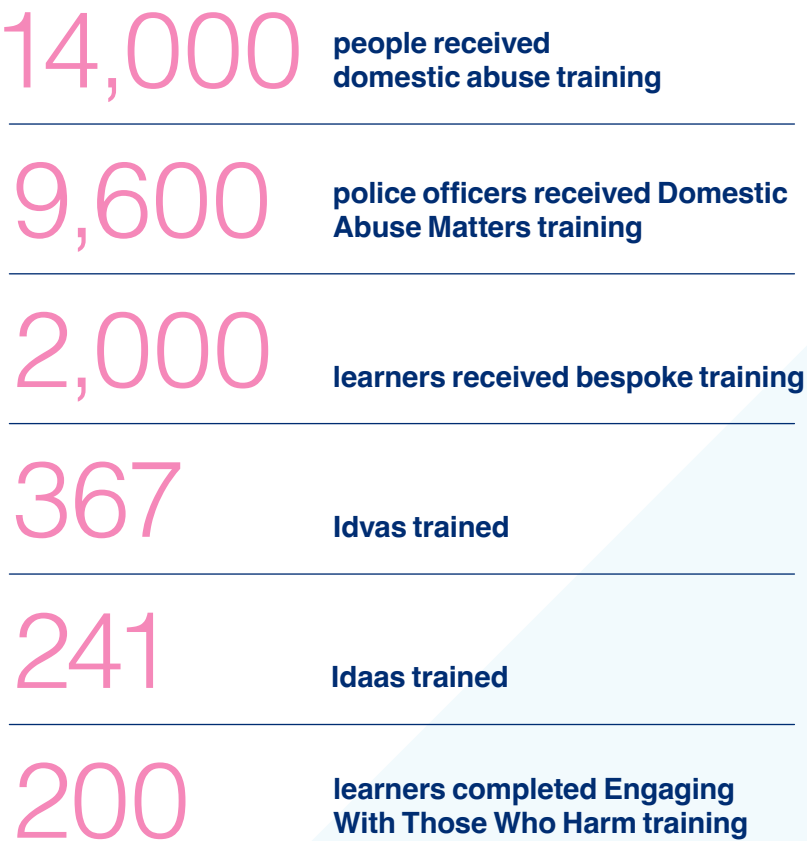 14,000
people received
domestic abuse training
9,600
police officers received Domestic
Abuse Matters training
2,000
learners received bespoke training
367
Idvas trained
241
Idaas trained
200
learners completed Engaging
With Those Who Harm training